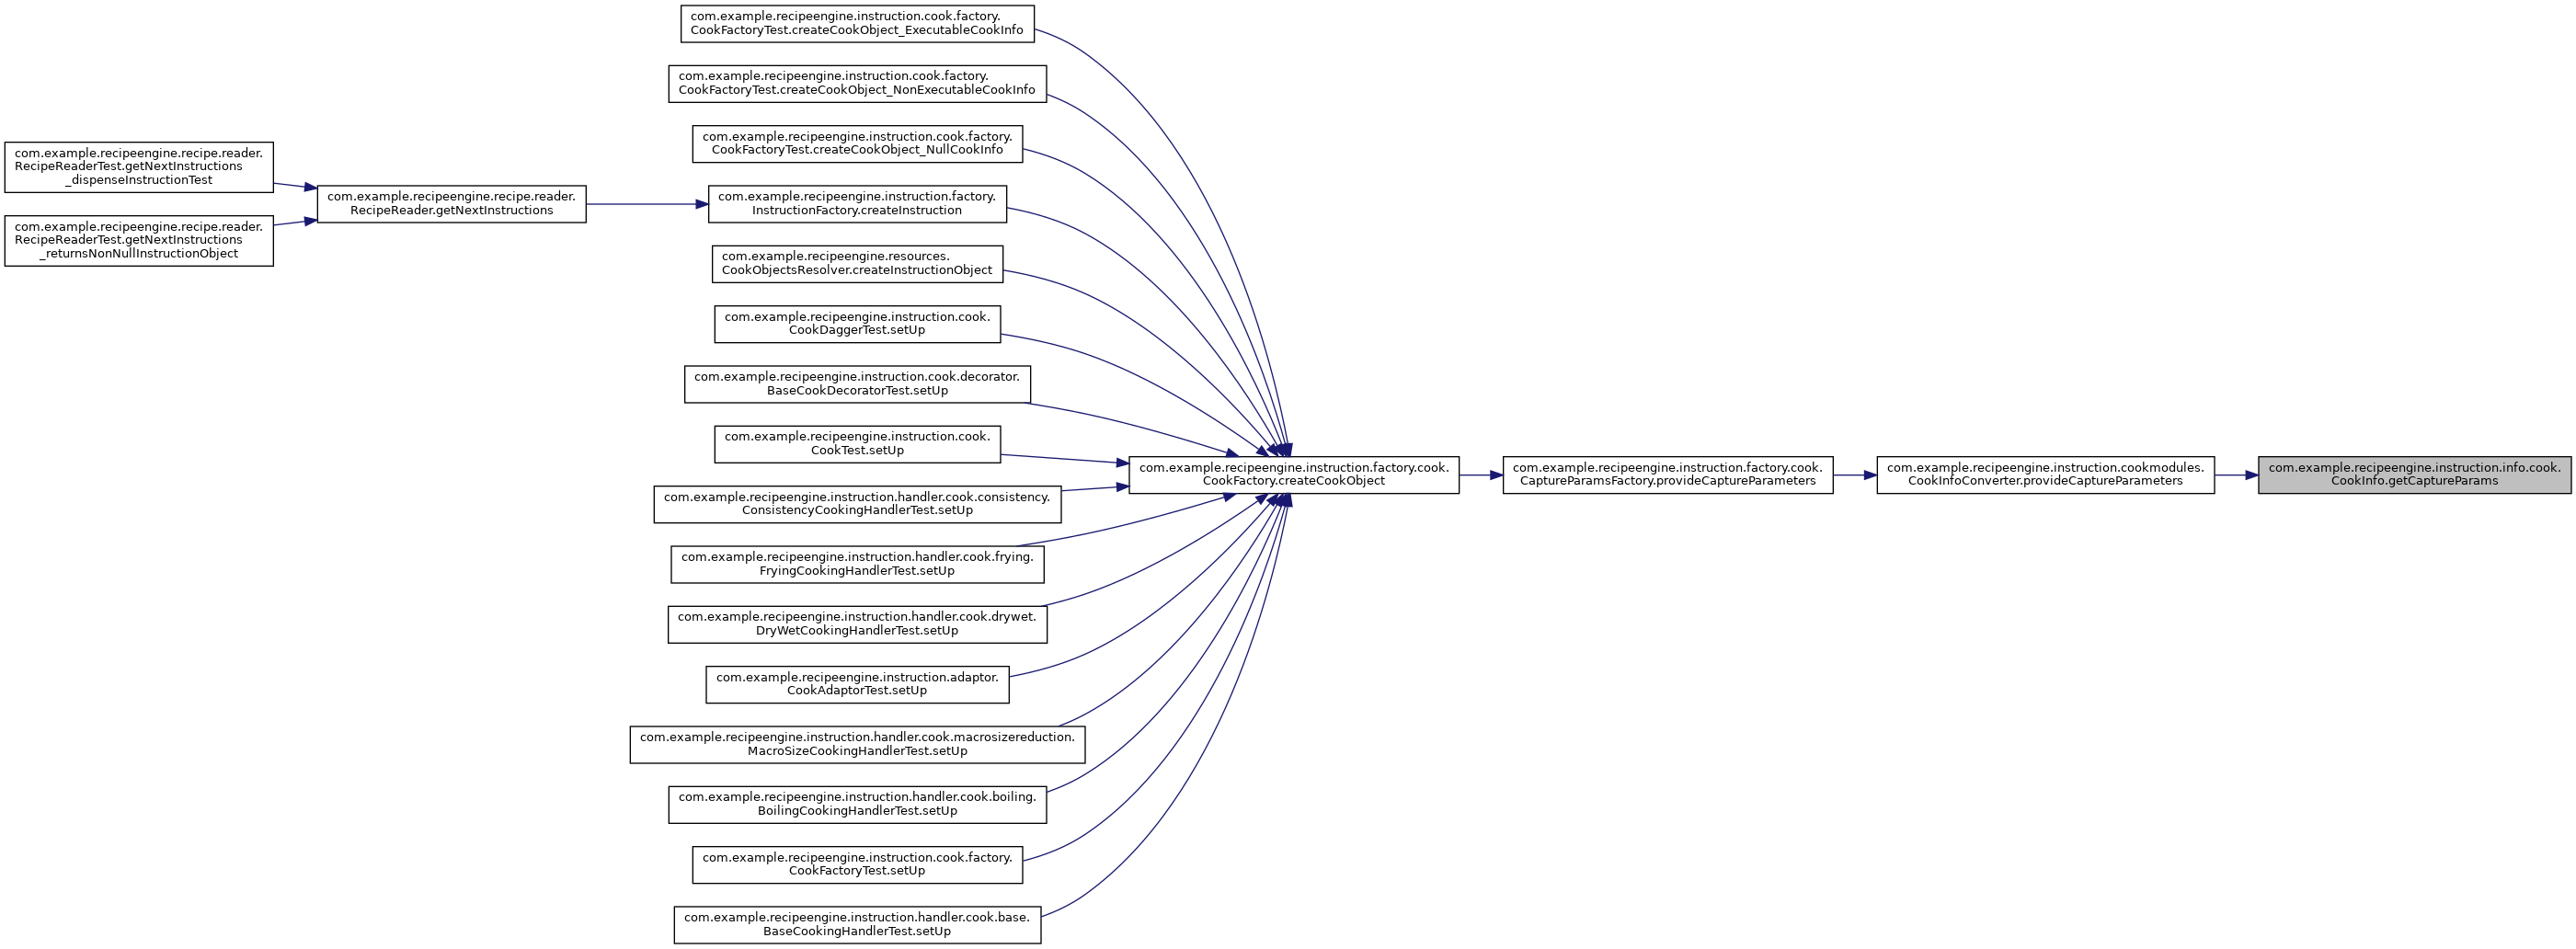 com.example.recipeengine.instruction.cook.factory.
CookFactoryTest.createCookObject_ExecutableCookInfo
com.example.recipeengine.instruction.cook.factory.
CookFactoryTest.createCookObject_NonExecutableCookInfo
com.example.recipeengine.instruction.cook.factory.
CookFactoryTest.createCookObject_NullCookInfo
com.example.recipeengine.recipe.reader.
RecipeReaderTest.getNextInstructions
_dispenseInstructionTest
com.example.recipeengine.recipe.reader.
RecipeReaderTest.getNextInstructions
_returnsNonNullInstructionObject
com.example.recipeengine.recipe.reader.
RecipeReader.getNextInstructions
com.example.recipeengine.instruction.factory.
InstructionFactory.createInstruction
com.example.recipeengine.resources.
CookObjectsResolver.createInstructionObject
com.example.recipeengine.instruction.cook.
CookDaggerTest.setUp
com.example.recipeengine.instruction.cook.decorator.
BaseCookDecoratorTest.setUp
com.example.recipeengine.instruction.cook.
CookTest.setUp
com.example.recipeengine.instruction.handler.cook.consistency.
ConsistencyCookingHandlerTest.setUp
com.example.recipeengine.instruction.handler.cook.frying.
FryingCookingHandlerTest.setUp
com.example.recipeengine.instruction.handler.cook.drywet.
DryWetCookingHandlerTest.setUp
com.example.recipeengine.instruction.adaptor.
CookAdaptorTest.setUp
com.example.recipeengine.instruction.handler.cook.macrosizereduction.
MacroSizeCookingHandlerTest.setUp
com.example.recipeengine.instruction.handler.cook.boiling.
BoilingCookingHandlerTest.setUp
com.example.recipeengine.instruction.cook.factory.
CookFactoryTest.setUp
com.example.recipeengine.instruction.handler.cook.base.
BaseCookingHandlerTest.setUp
com.example.recipeengine.instruction.factory.cook.
CookFactory.createCookObject
com.example.recipeengine.instruction.factory.cook.
CaptureParamsFactory.provideCaptureParameters
com.example.recipeengine.instruction.cookmodules.
CookInfoConverter.provideCaptureParameters
com.example.recipeengine.instruction.info.cook.
CookInfo.getCaptureParams